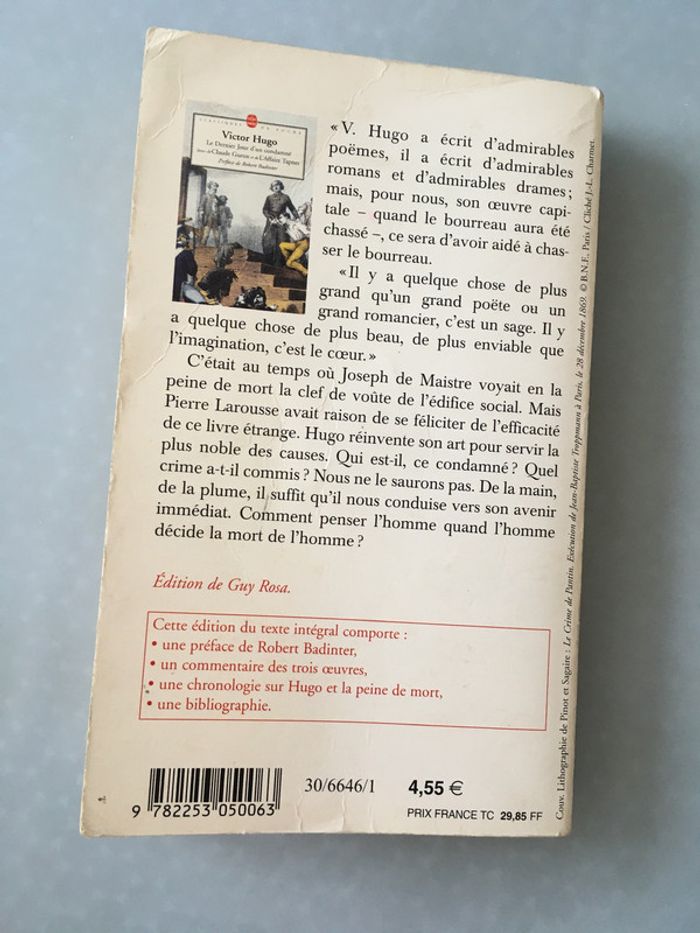 CLASSIQUES DE POCHE
Victor Hugo
Le Dernier Jour d'un condamné
suivi de Claude Gueux et de L'Affaire Tapner
Préface de Robert Badinter
« V. Hugo a écrit d'admirables
poëmes, il a écrit d'admirables
romans et d'admirables drames ;
mais, pour nous, son œuvre capi-
tale – quand le bourreau aura été
chassé –, ce sera d'avoir aidé à chas-
ser le bourreau.
« Il y a quelque chose de plus
grand qu'un grand poëte ou un
grand romancier, c'est un sage. Il y
a quelque chose de plus beau, de plus enviable que
l'imagination, c'est le cœur. »
C'était au temps où Joseph de Maistre voyait en la
peine de mort la clef de voûte de l'édifice social. Mais
Pierre Larousse avait raison de se féliciter de l'efficacité
de ce livre étrange. Hugo réinvente son art pour servir la
plus noble des causes. Qui est-il, ce condamné ? Quel
crime a-t-il commis ? Nous ne le saurons pas. De la main,
de la plume, il suffit qu'il nous conduise vers son avenir
immédiat. Comment penser l'homme quand l'homme
décide la mort de l'homme ?
Édition de Guy Rosa.
Cette édition du texte intégral comporte :
• une préface de Robert Badinter,
• un commentaire des trois œuvres,
• une chronologie sur Hugo et la peine de mort,
• une bibliographie.
9 782253 050063
30/6646/1
4,55 €
PRIX FRANCE TC 29,85 FF
Couv. Lithographie de Pinot et Sagaire : Le Crime de Pantin. Exécution de Jean-Baptiste Troppmann à Paris, le 28 décembre 1869. © B.N.F., Paris / Cliché J.-L. Charmet.